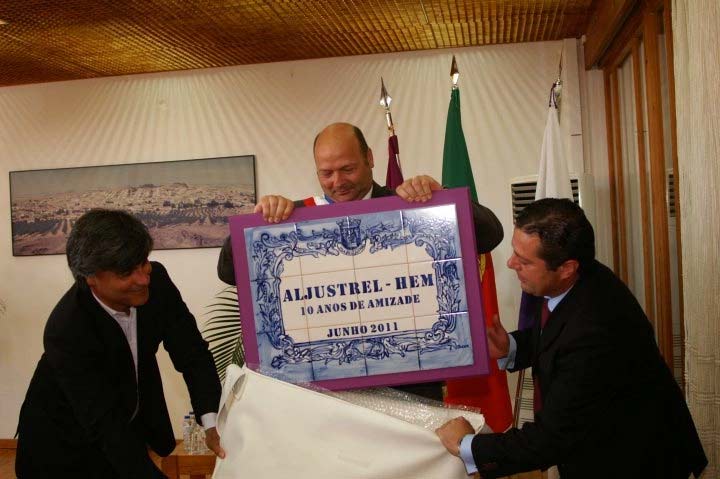 ALJUSTREL - HEM
10 ANOS DE AMIZADE
JUNHO 2011